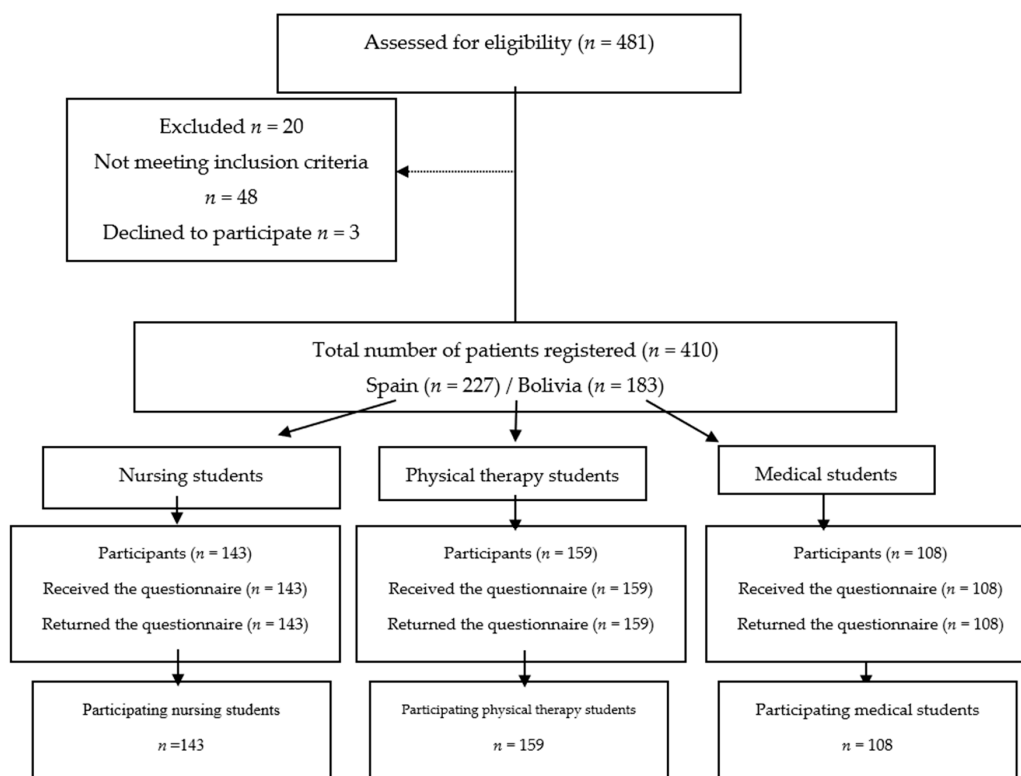 Assessed for eligibility (n = 481)
Excluded n = 20
Not meeting inclusion criteria
n = 48
Declined to participate n = 3
Total number of patients registered (n = 410)
Spain (n = 227) / Bolivia (n = 183)
Nursing students
Physical therapy students
Medical students
Participants (n = 143)
Received the questionnaire (n = 143)
Returned the questionnaire (n = 143)
Participants (n = 159)
Received the questionnaire (n = 159)
Returned the questionnaire (n = 159)
Participants (n = 108)
Received the questionnaire (n = 108)
Returned the questionnaire (n = 108)
Participating nursing students
n =143
Participating physical therapy students
n = 159
Participating medical students
n = 108